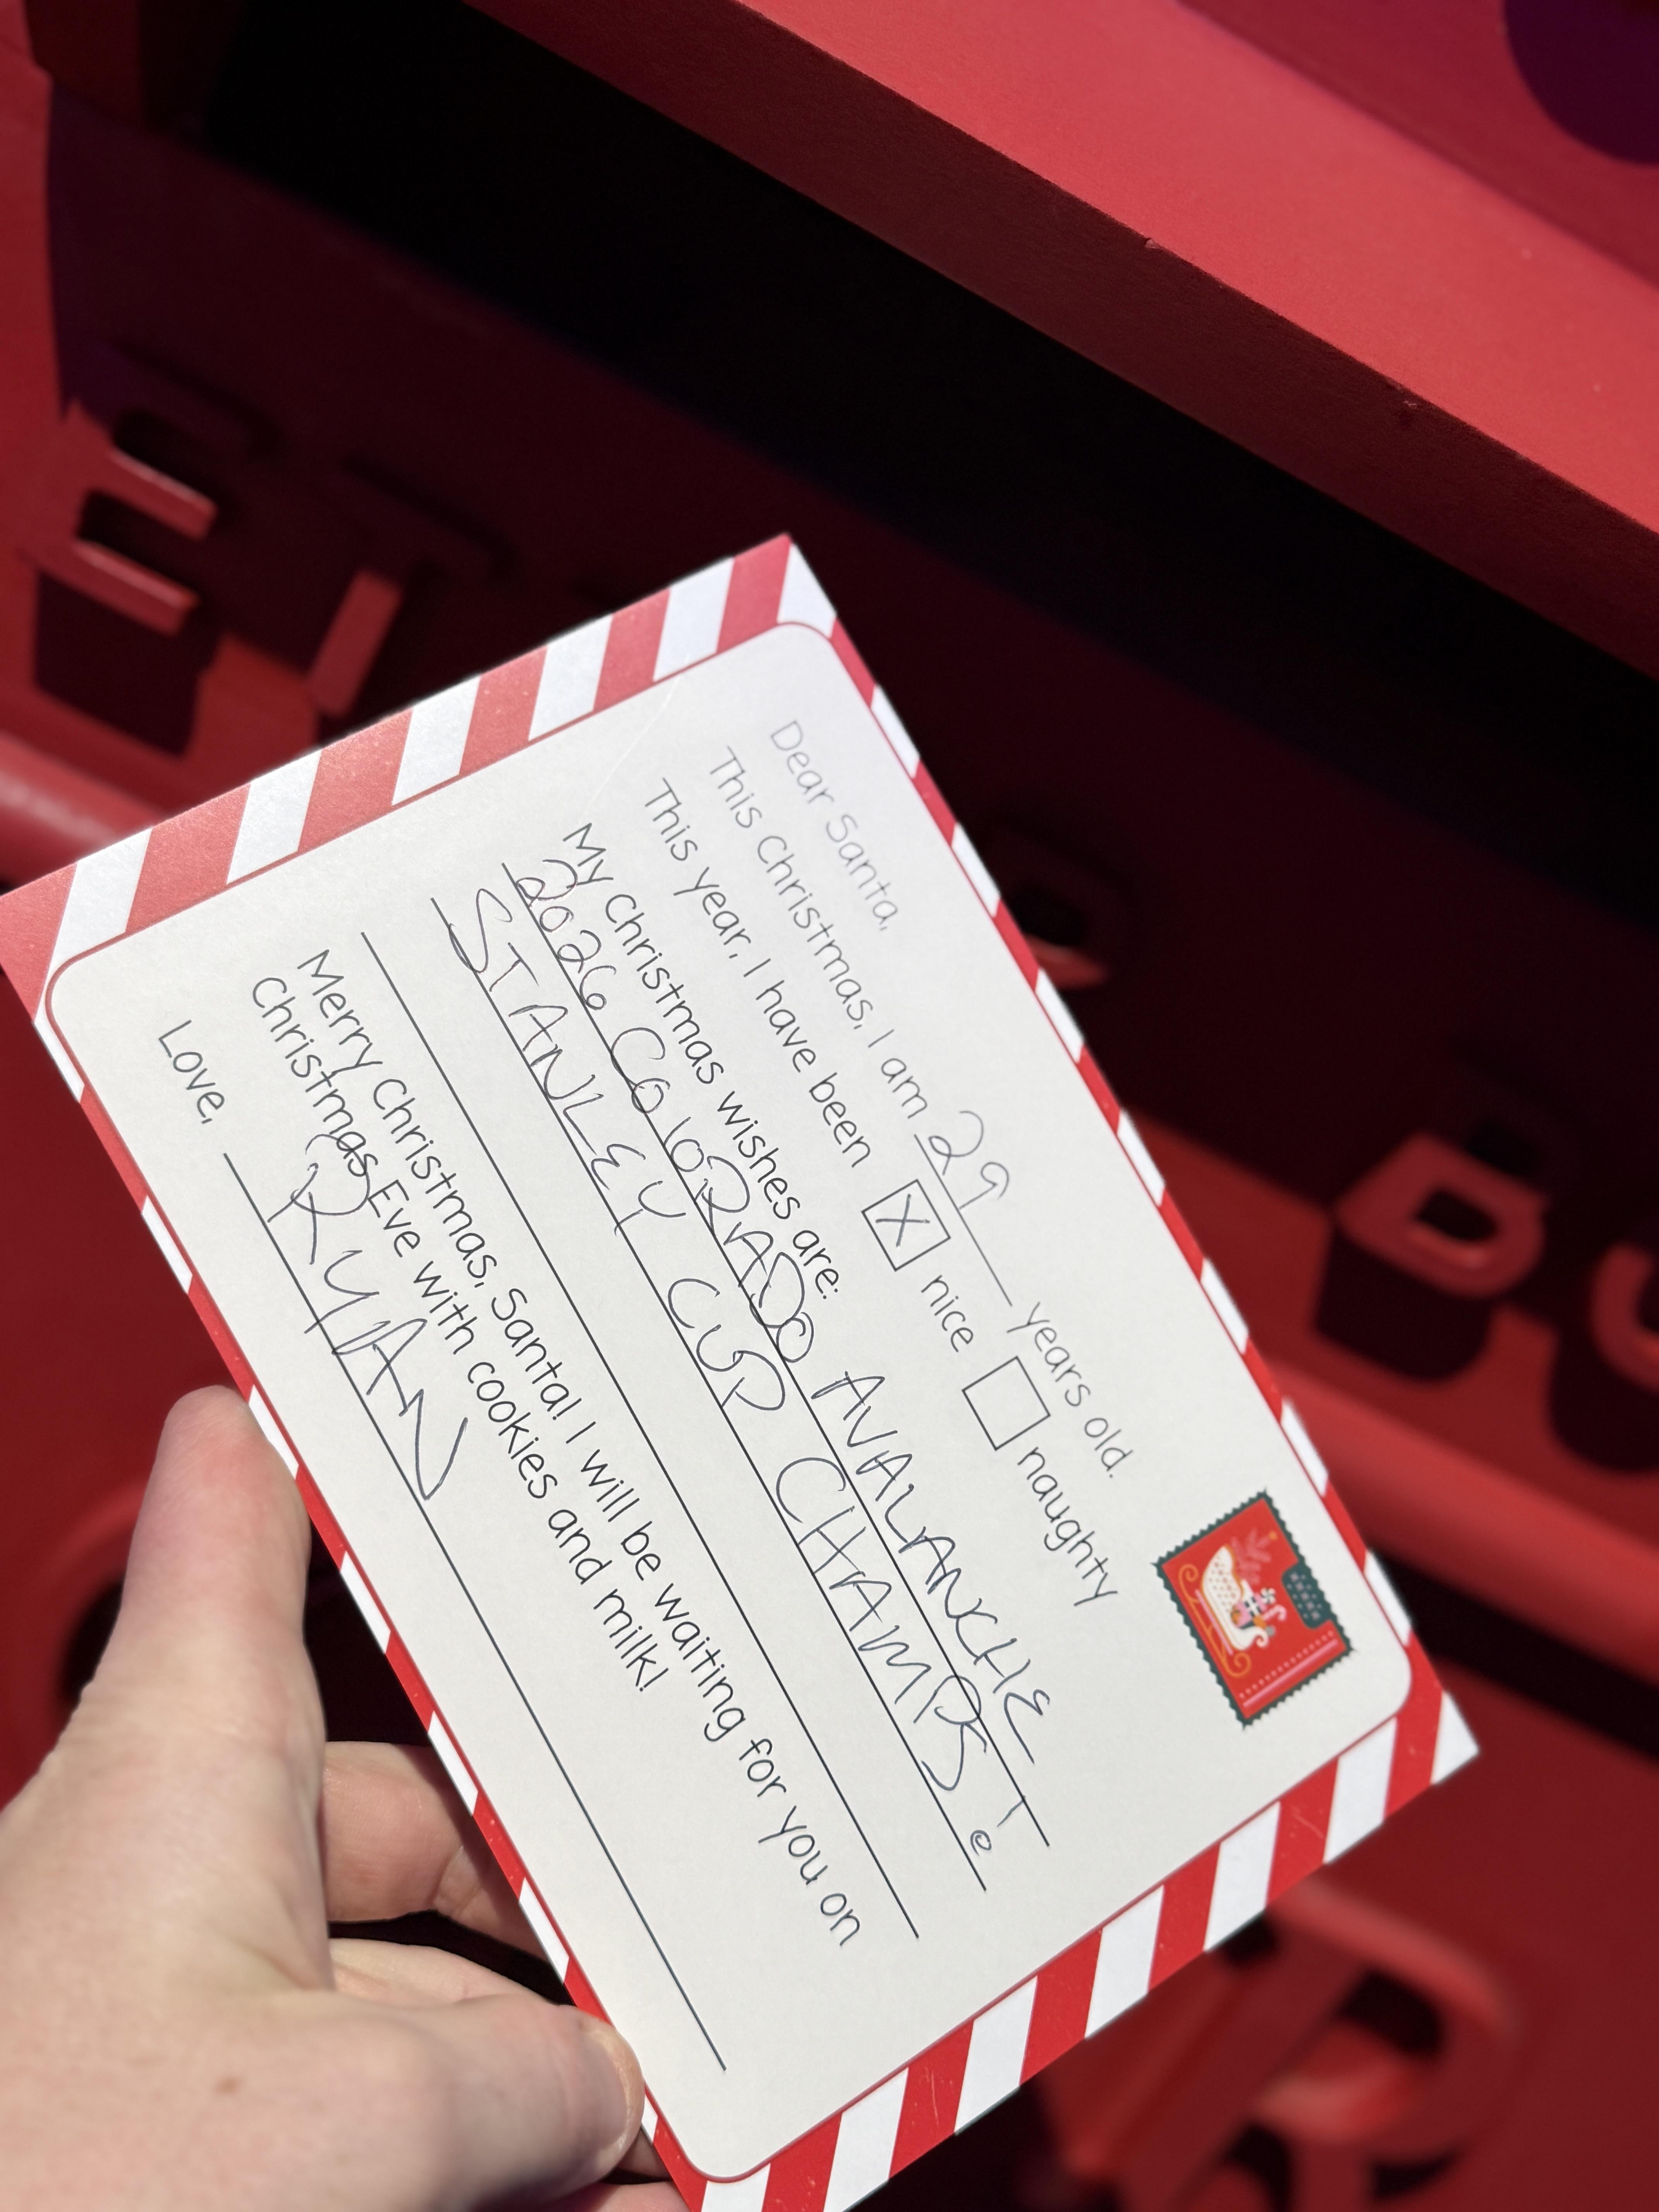 Dear Santa,
This Christmas, I am 29 years old.
This year, I have been ☒ nice ☐ naughty
My Christmas wishes are:
2026 COlORADO AVALANCHE
STANLEY CUP CHAMPS!
Merry Christmas, Santa! I will be waiting for you on
Christmas Eve with cookies and milk!
Love, RYAN